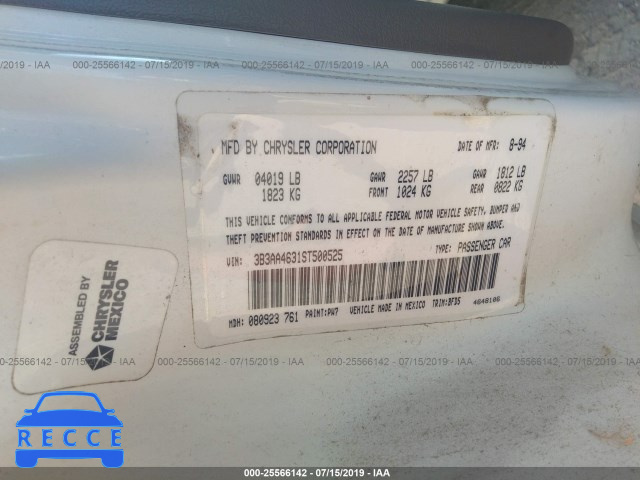 000-25566142 - 07/15/2019 - IAA
MFD BY CHRYSLER CORPORATION DATE OF MFR: 8-94
GVWR 04019 LB GAWR 2257 LB GAWR 1812 LB
1823 KG FRONT 1024 KG REAR 0822 KG
THIS VEHICLE CONFORMS TO ALL APPLICABLE FEDERAL MOTOR VEHICLE SAFETY, BUMPER AND
THEFT PREVENTION STANDARDS IN EFFECT ON THE DATE OF MANUFACTURE SHOWN ABOVE.
VIN: 3B3AA4631ST500525 TYPE: PASSENGER CAR
MDH: 080923 761 PAINT:PW7 VEHICLE MADE IN MEXICO TRIM:BFD5 4648106
ASSEMBLED BY
CHRYSLER
MEXICO
RECCE
000-25566142 - 07/15/2019 - IAA